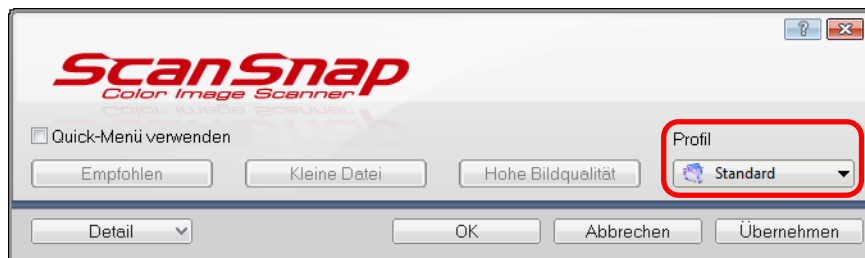 ScanSnap
Color Image Scanner
Quick-Menü verwenden
Profil
Empfohlen
Kleine Datei
Hohe Bildqualität
Standard
Detail
OK
Abbrechen
Übernehmen